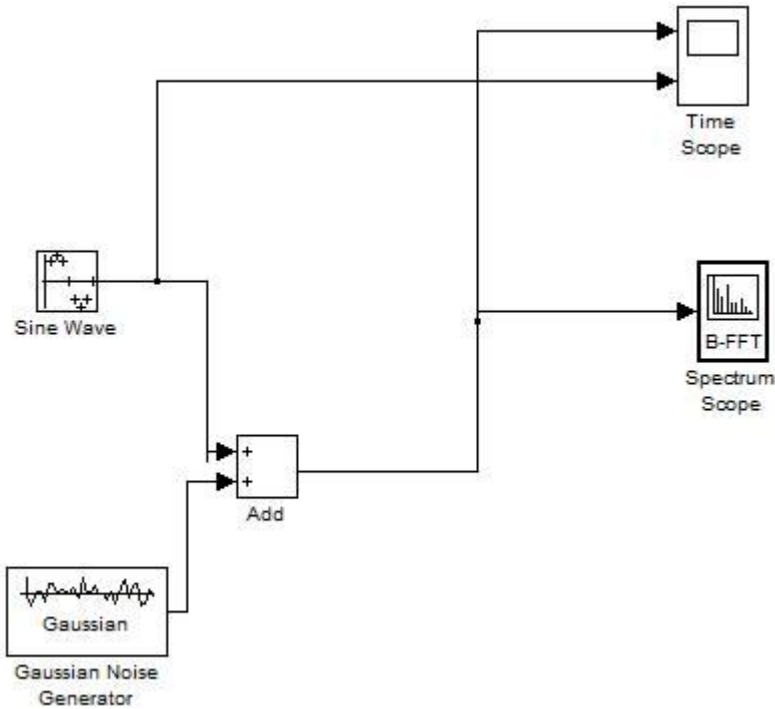 Time
Scope
Sine Wave
B-FFT
Spectrum
Scope
+
+
Add
Gaussian
Gaussian Noise
Generator